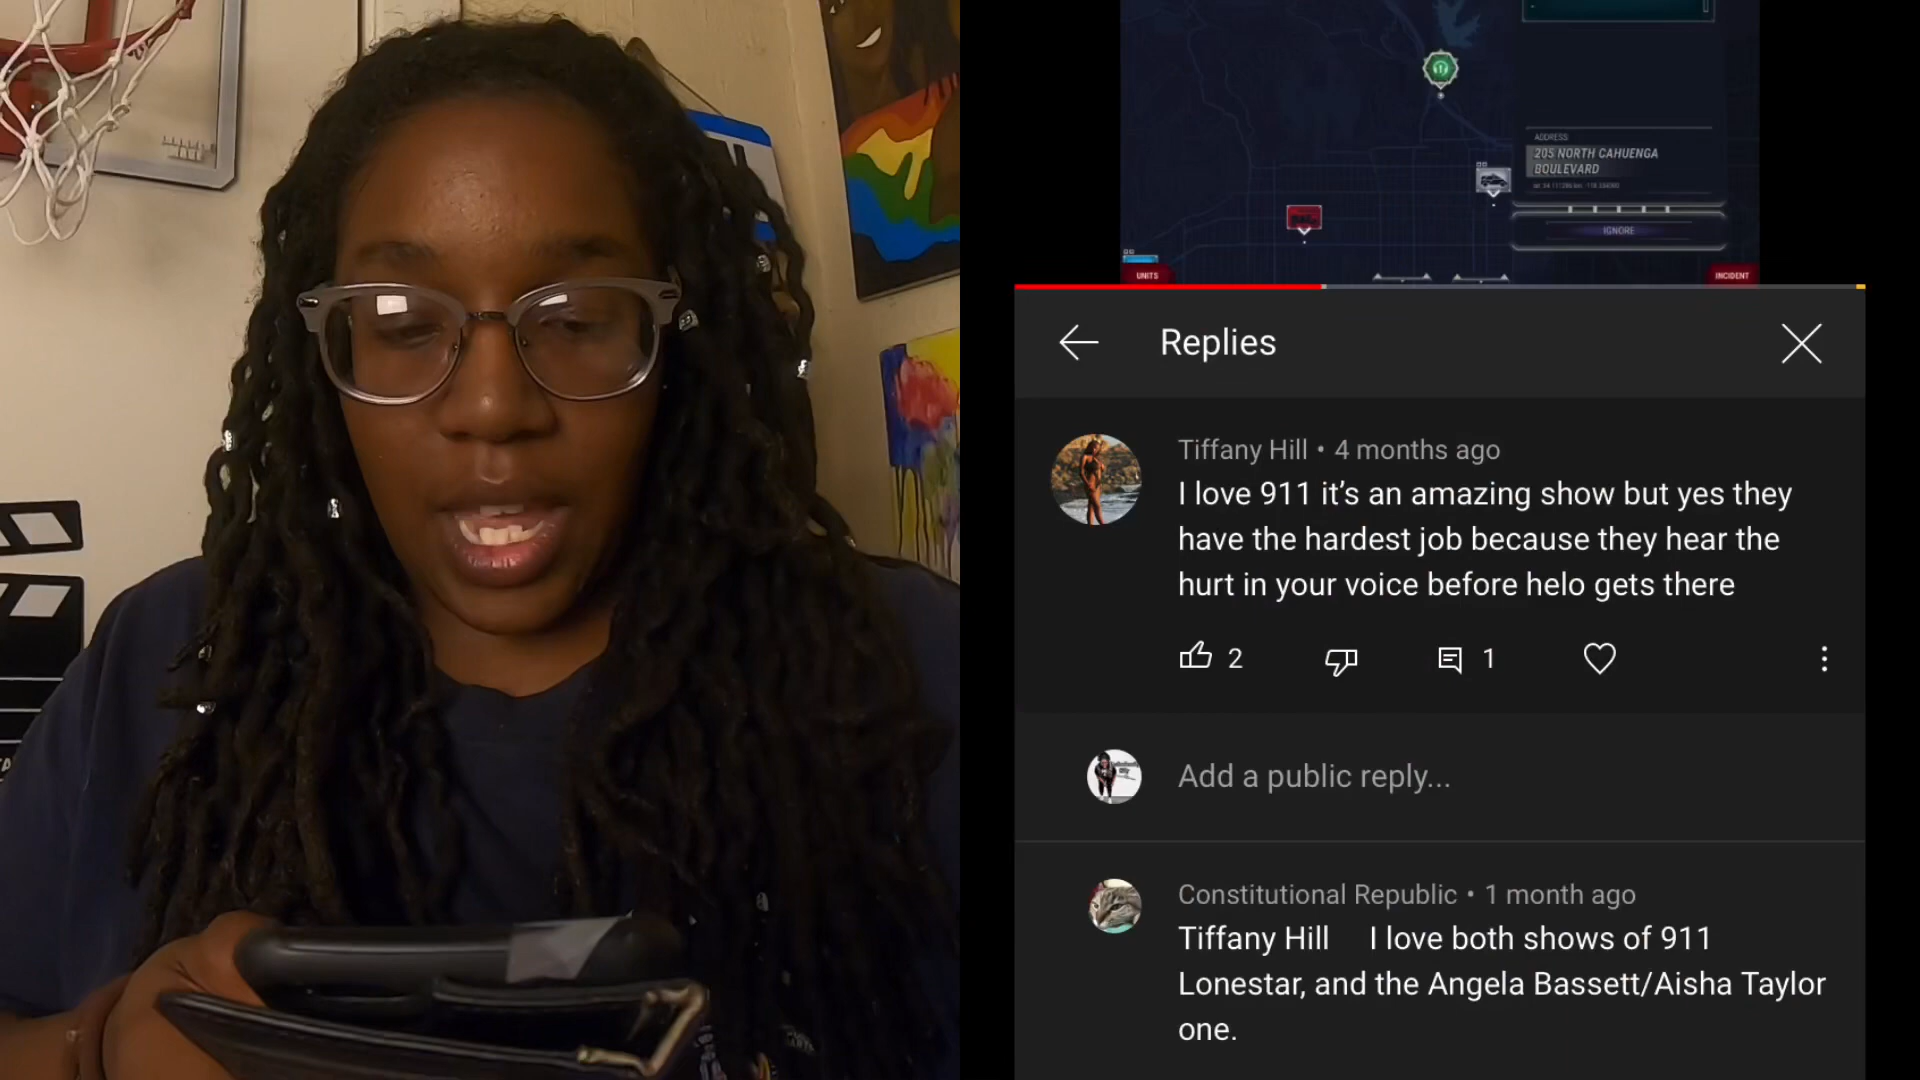 ADDRESS:
205 NORTH CAHUENGA
BOULEVARD
IGNORE
UNITS
INCIDENT
Replies
Tiffany Hill • 4 months ago
I love 911 it’s an amazing show but yes they
have the hardest job because they hear the
hurt in your voice before helo gets there
2
1
Add a public reply...
Constitutional Republic • 1 month ago
Tiffany Hill I love both shows of 911
Lonestar, and the Angela Bassett/Aisha Taylor
one.